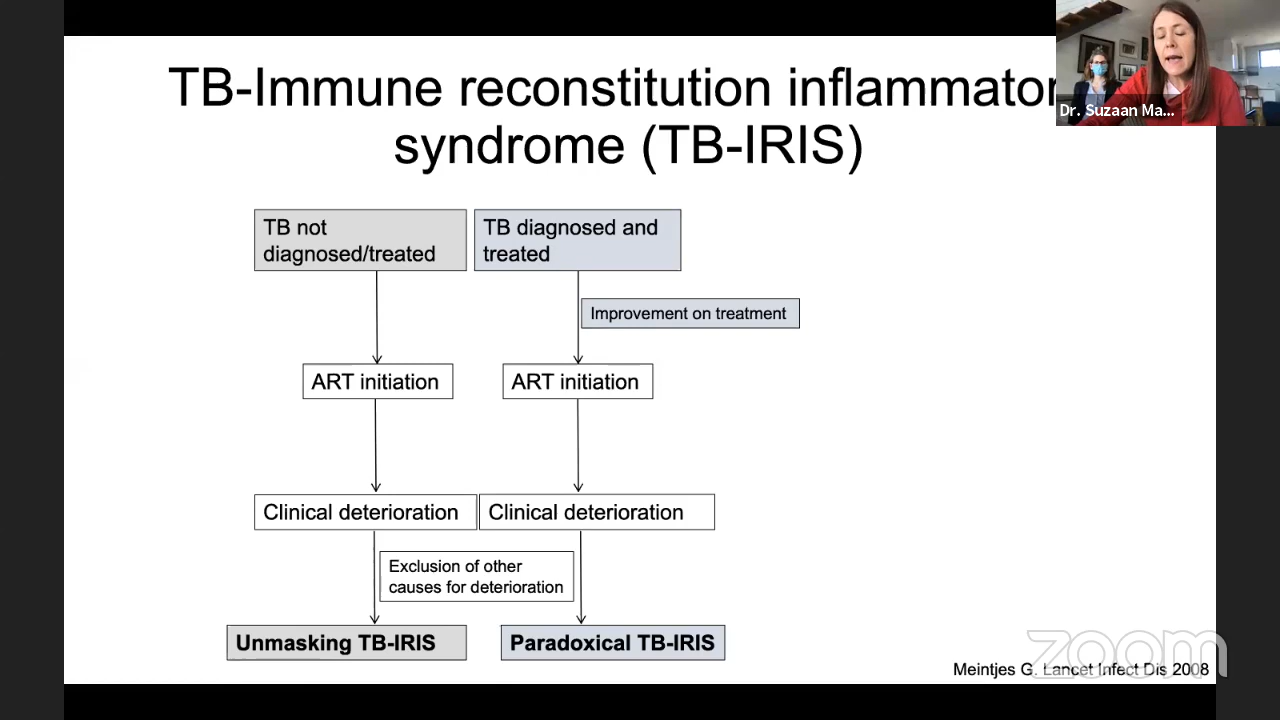 TB-Immune reconstitution inflammator
syndrome (TB-IRIS)
Dr. Suzaan Ma...
TB not
diagnosed/treated
TB diagnosed and
treated
Improvement on treatment
ART initiation
ART initiation
Clinical deterioration
Clinical deterioration
Exclusion of other
causes for deterioration
Unmasking TB-IRIS
Paradoxical TB-IRIS
Meintjes G. Lancet Infect Dis 2008
zoom